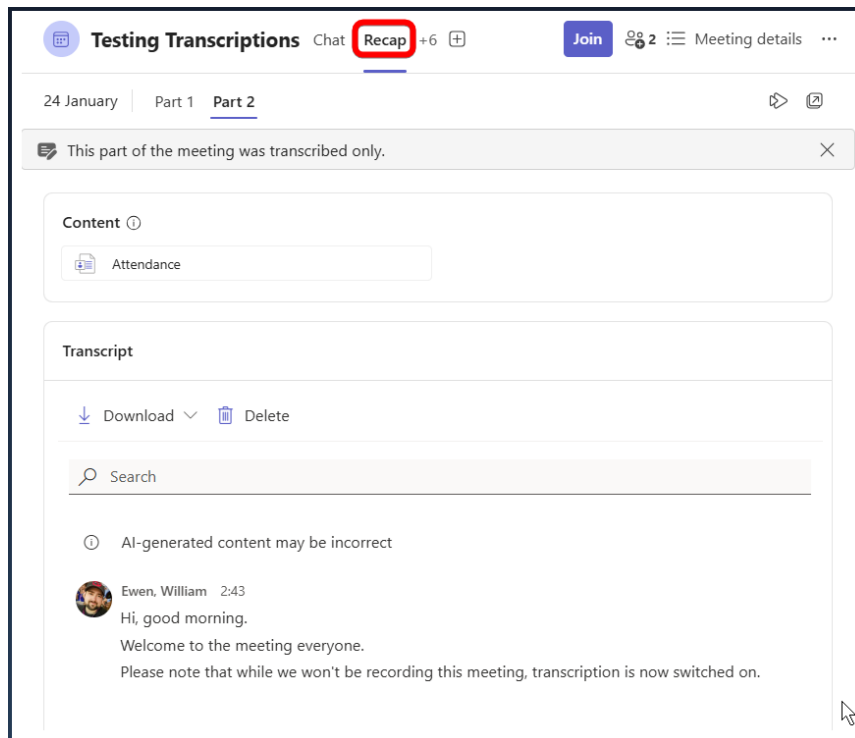 Testing Transcriptions Chat Recap +6 Join 2 Meeting details
24 January Part 1 Part 2
This part of the meeting was transcribed only.
Content
Attendance
Transcript
Download Delete
Search
AI-generated content may be incorrect
Ewen, William 2:43
Hi, good morning.
Welcome to the meeting everyone.
Please note that while we won't be recording this meeting, transcription is now switched on.